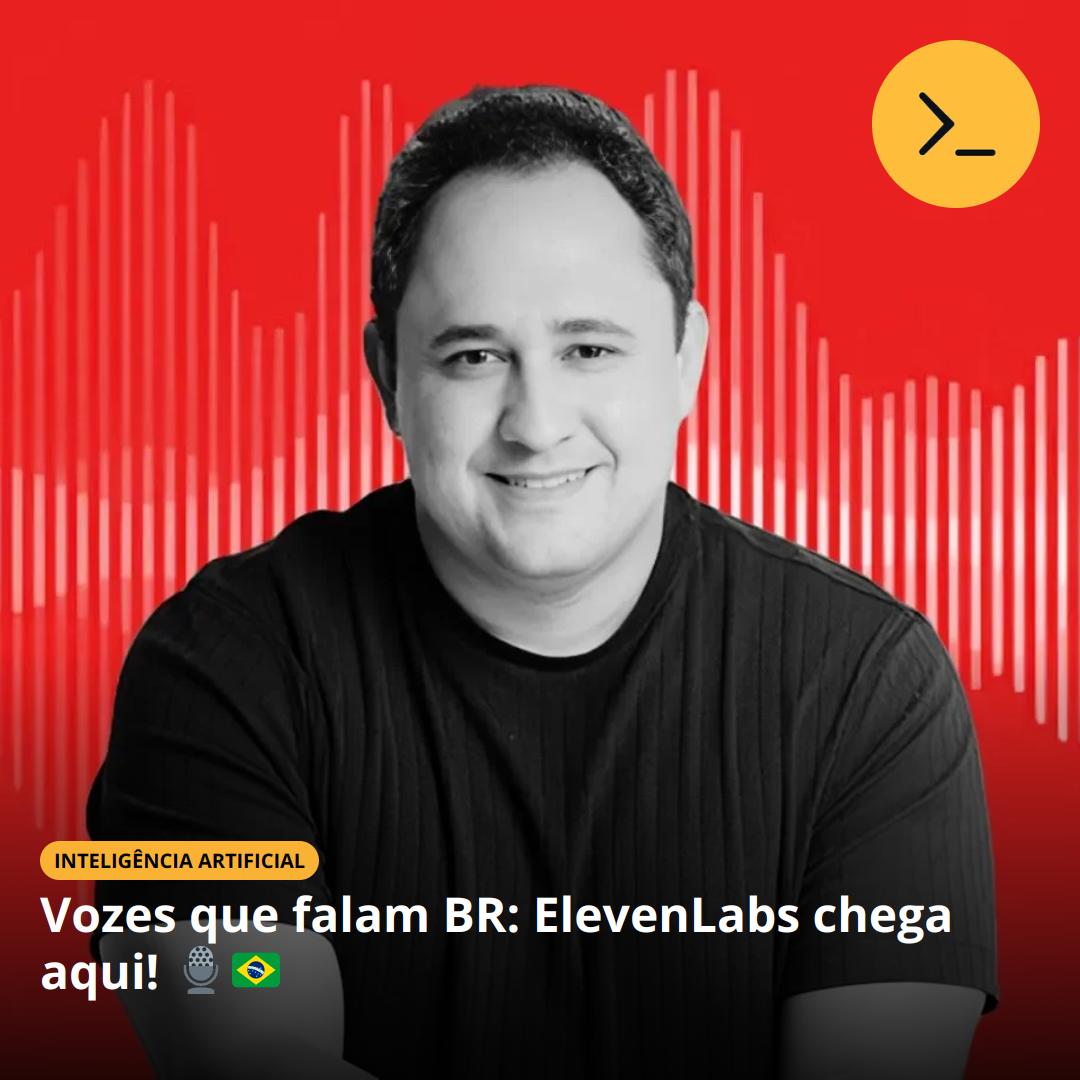 INTELIGÊNCIA ARTIFICIAL
Vozes que falam BR: ElevenLabs chega
aqui! 🎙️🇧🇷